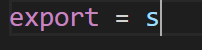 export = s